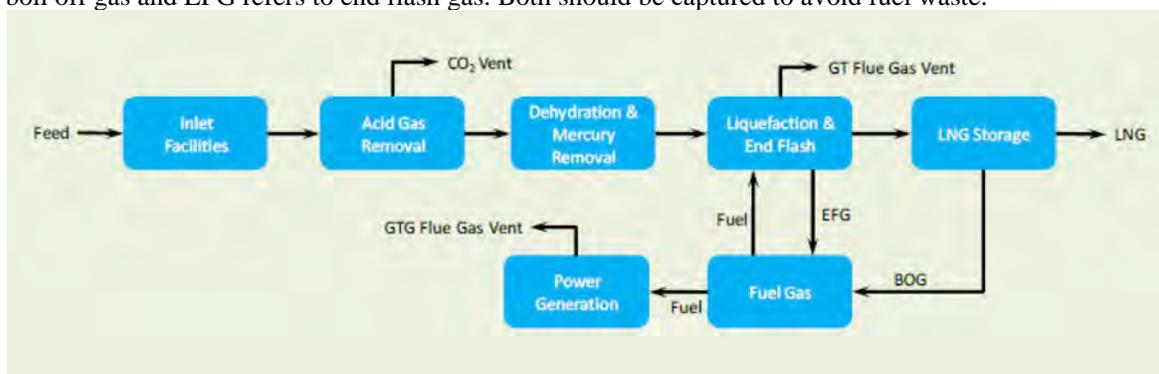 boil off gas and EFG refers to end flash gas. Both should be captured to avoid fuel waste.
CO₂ Vent
GT Flue Gas Vent
Feed
Inlet
Facilities
Acid Gas
Removal
Dehydration &
Mercury
Removal
Liquefaction &
End Flash
LNG Storage
LNG
Fuel
EFG
GTG Flue Gas Vent
BOG
Power
Generation
Fuel
Fuel Gas